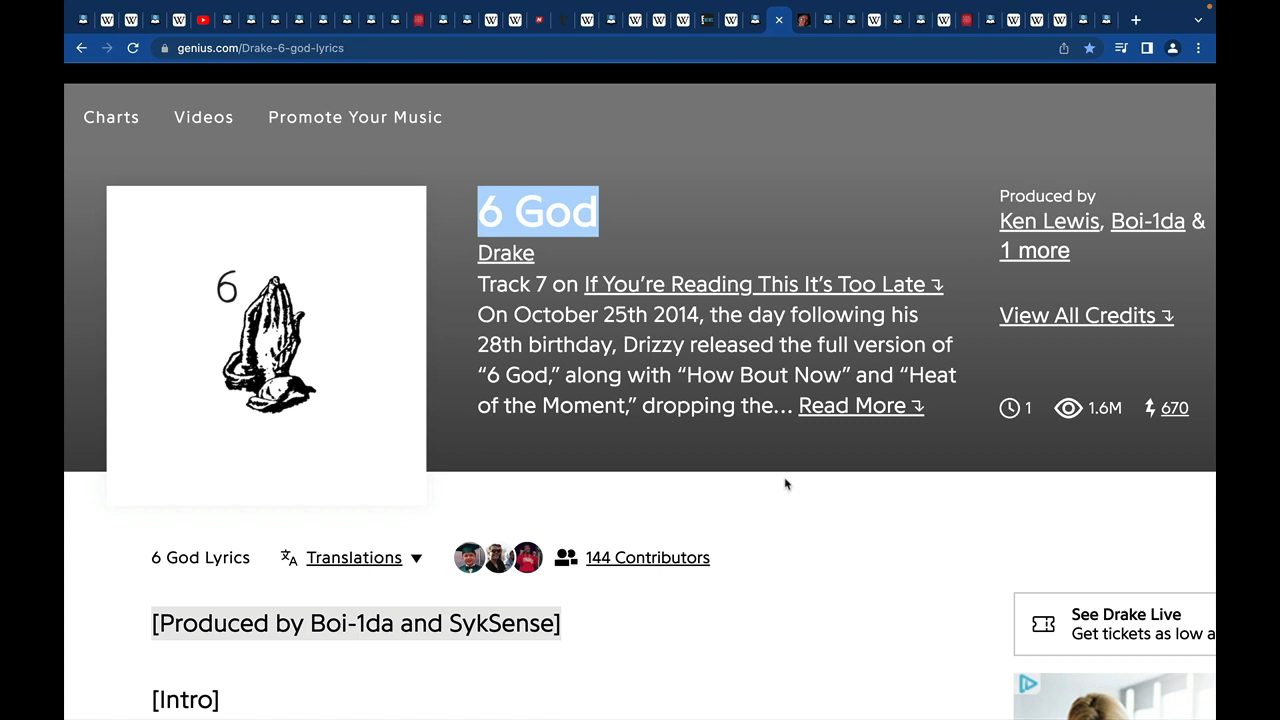 genius.com/Drake-6-god-lyrics
Charts Videos Promote Your Music
6 God
Drake
Track 7 on If You’re Reading This It’s Too Late
On October 25th 2014, the day following his
28th birthday, Drizzy released the full version of
“6 God,” along with “How Bout Now” and “Heat
of the Moment,” dropping the... Read More
Produced by
Ken Lewis, Boi-1da &
1 more
View All Credits
1 1.6M 670
6
6 God Lyrics Translations 144 Contributors
[Produced by Boi-1da and SykSense]
See Drake Live
Get tickets as low a
[Intro]